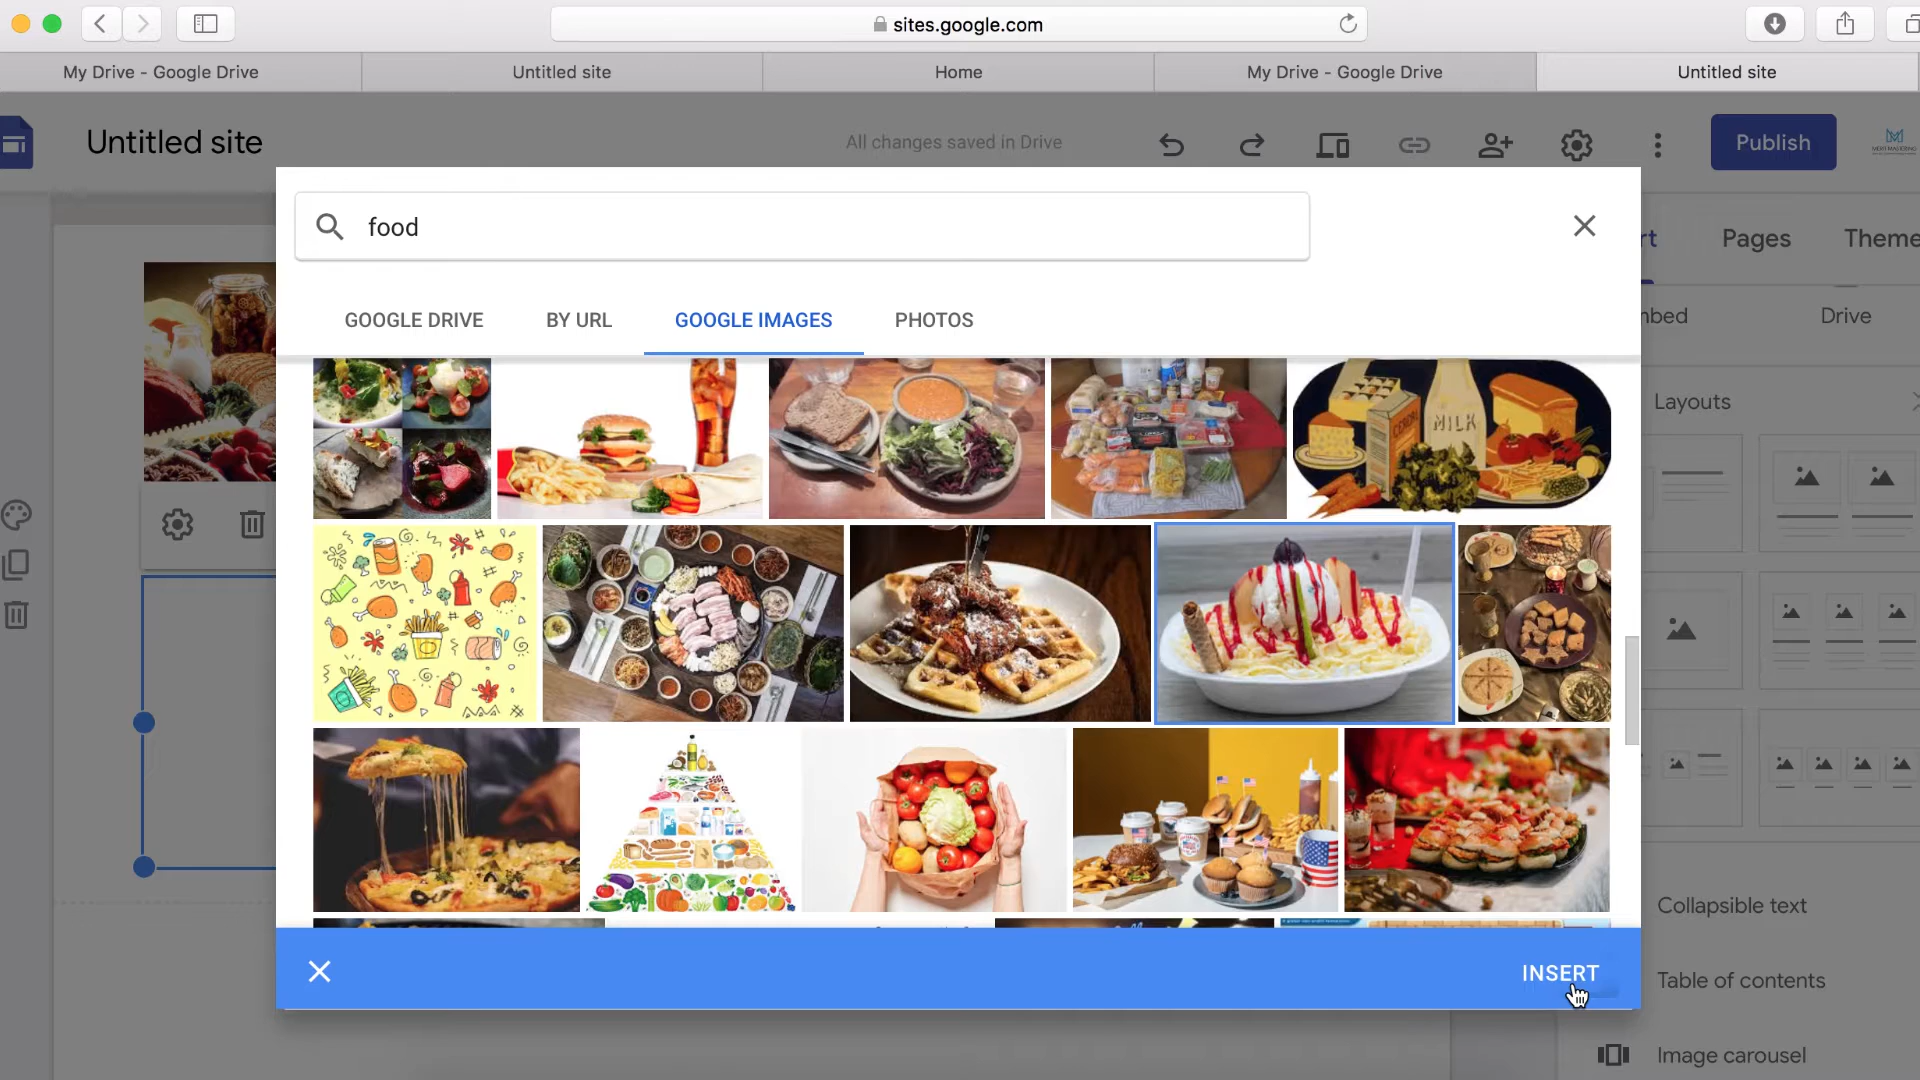 sites.google.com
My Drive - Google Drive
Untitled site
Home
My Drive - Google Drive
Untitled site
Untitled site
All changes saved in Drive
Publish
food
GOOGLE DRIVE
BY URL
GOOGLE IMAGES
PHOTOS
Pages
Drive
Layouts
CEREAL
MILK
Collapsible text
INSERT
Table of contents
Image carousel